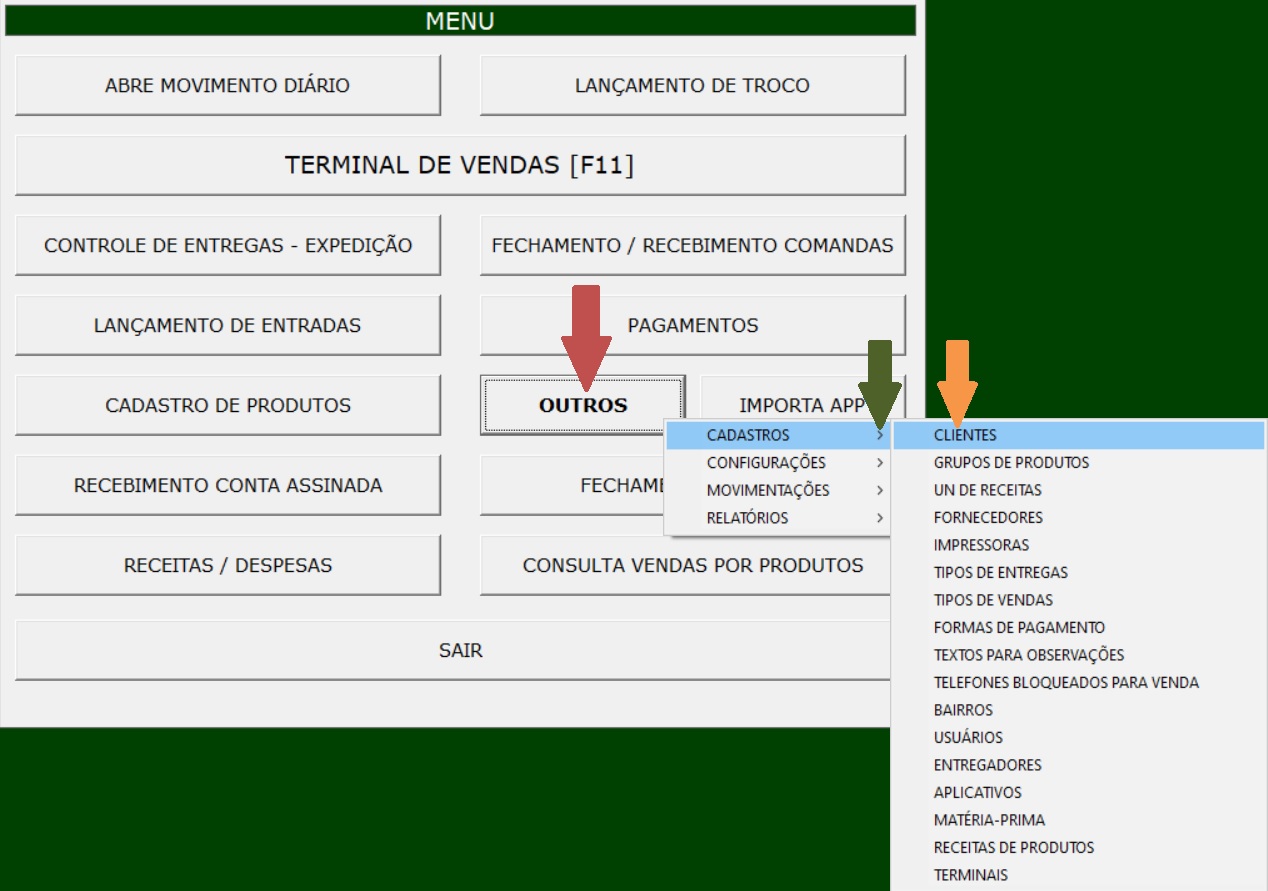 MENU
ABRE MOVIMENTO DIÁRIO
LANÇAMENTO DE TROCO
TERMINAL DE VENDAS [F11]
CONTROLE DE ENTREGAS - EXPEDIÇÃO
FECHAMENTO / RECEBIMENTO COMANDAS
LANÇAMENTO DE ENTRADAS
PAGAMENTOS
CADASTRO DE PRODUTOS
OUTROS
IMPORTA APP
RECEBIMENTO CONTA ASSINADA
RECEITAS / DESPESAS
CONSULTA VENDAS POR PRODUTOS
SAIR
CADASTROS
CONFIGURAÇÕES
MOVIMENTAÇÕES
RELATÓRIOS
CLIENTES
GRUPOS DE PRODUTOS
UN DE RECEITAS
FORNECEDORES
IMPRESSORAS
TIPOS DE ENTREGAS
TIPOS DE VENDAS
FORMAS DE PAGAMENTO
TEXTOS PARA OBSERVAÇÕES
TELEFONES BLOQUEADOS PARA VENDA
BAIRROS
USUÁRIOS
ENTREGADORES
APLICATIVOS
MATÉRIA-PRIMA
RECEITAS DE PRODUTOS
TERMINAIS